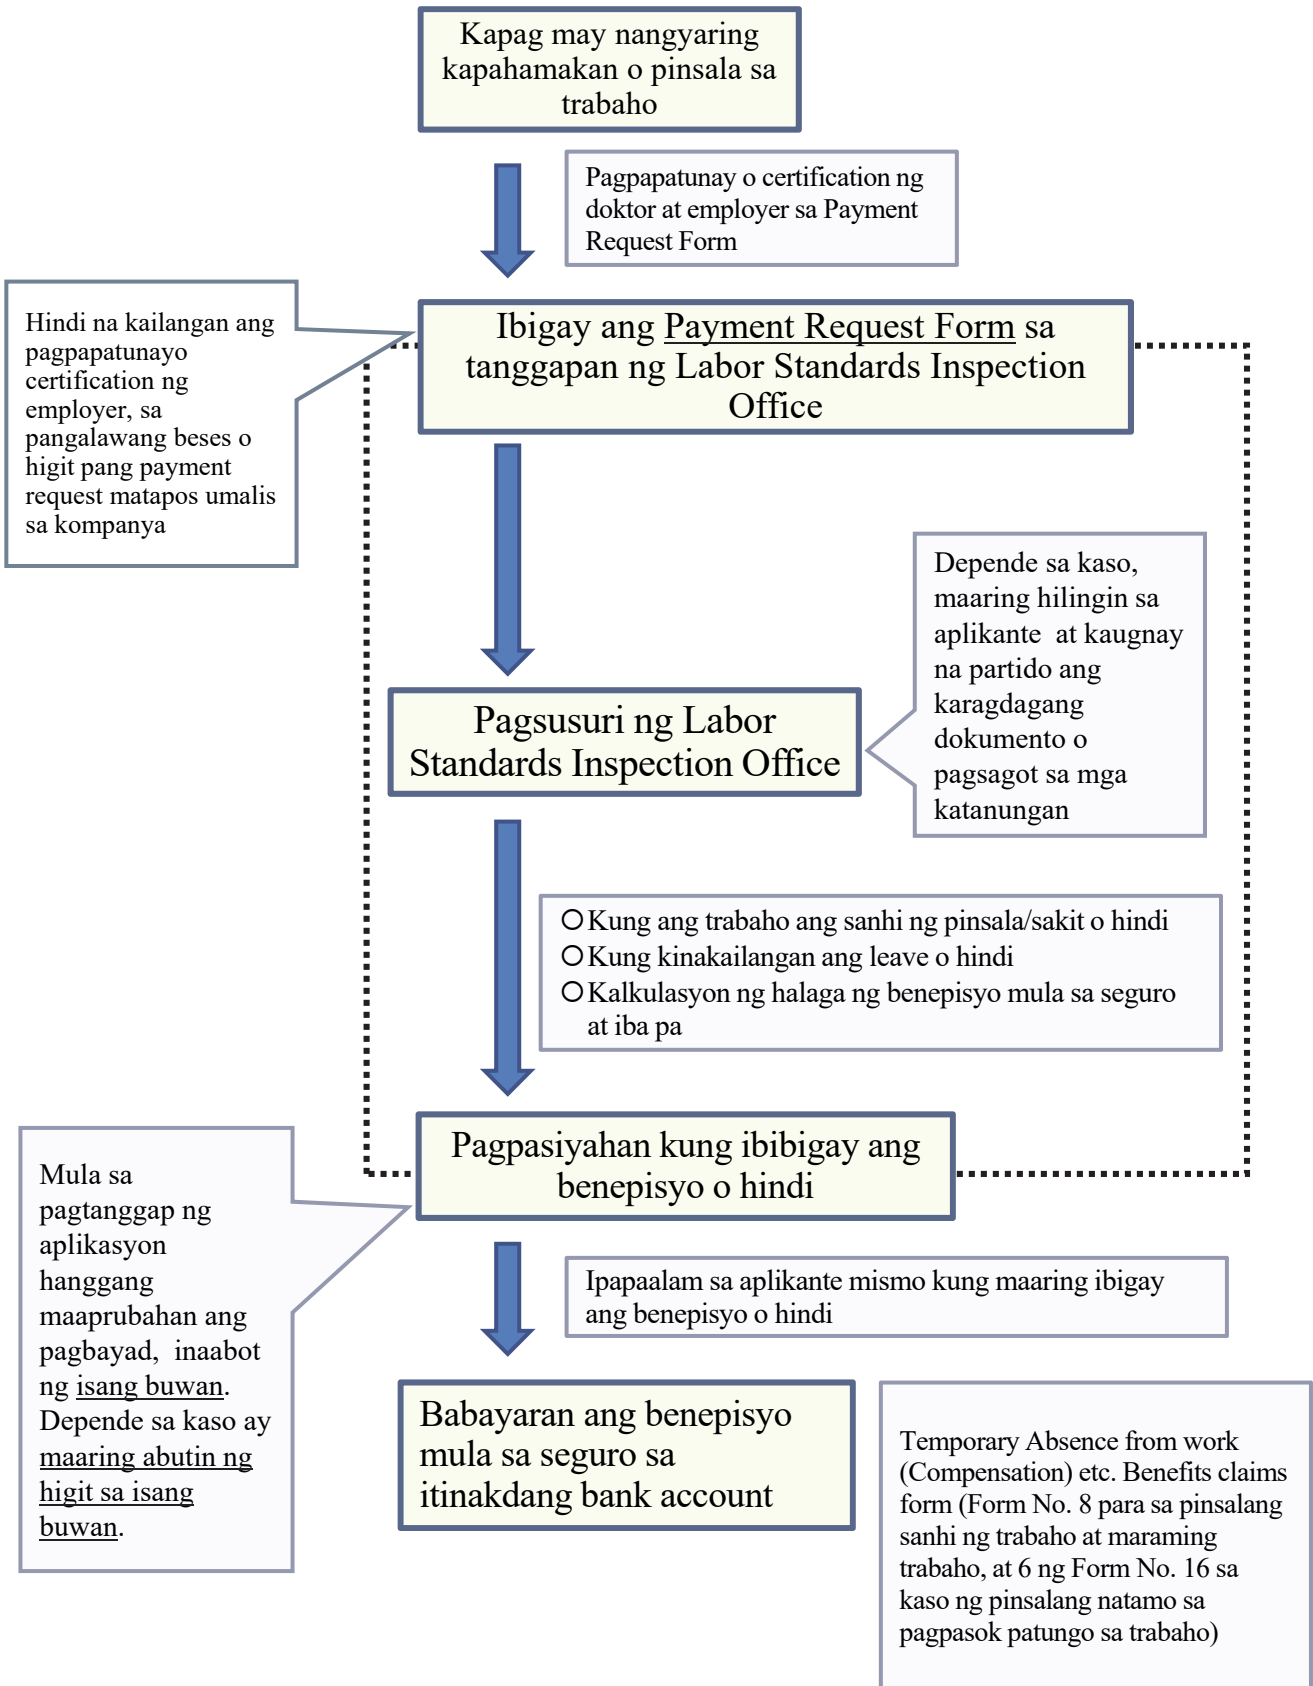 Kapag may nangyaring
kapahamakan o pinsala sa
trabaho
Pagpapatunay o certification ng
doktor at employer sa Payment
Request Form
Hindi na kailangan ang
pagpapatunayo
certification ng
employer, sa
pangalawang beses o
higit pang payment
request matapos umalis
sa kompanya
Ibigay ang Payment Request Form sa
tanggapan ng Labor Standards Inspection
Office
Depende sa kaso,
maaring hilingin sa
aplikante at kaugnay
na partido ang
karagdagang
dokumento o
pagsagot sa mga
katanungan
Pagsusuri ng Labor
Standards Inspection Office
○Kung ang trabaho ang sanhi ng pinsala/sakit o hindi
○Kung kinakailangan ang leave o hindi
○Kalkulasyon ng halaga ng benepisyo mula sa seguro
at iba pa
Pagpasiyahan kung ibibigay ang
benepisyo o hindi
Mula sa
pagtanggap ng
aplikasyon
hanggang
maaprubahan ang
pagbayad, inaabot
ng isang buwan.
Depende sa kaso ay
maaring abutin ng
higit sa isang
buwan.
Ipapaalam sa aplikante mismo kung maaring ibigay
ang benepisyo o hindi
Babayaran ang benepisyo
mula sa seguro sa
itinakdang bank account
Temporary Absence from work
(Compensation) etc. Benefits claims
form (Form No. 8 para sa pinsalang
sanhi ng trabaho at maraming
trabaho, at 6 ng Form No. 16 sa
kaso ng pinsalang natamo sa
pagpasok patungo sa trabaho)